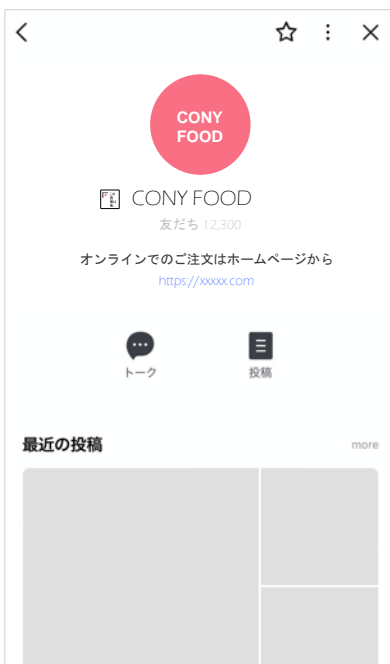 CONY
FOOD
CONY FOOD
友だち 12,300
オンラインでのご注文はホームページから
https://xxxxx.com
トーク
投稿
最近の投稿
more